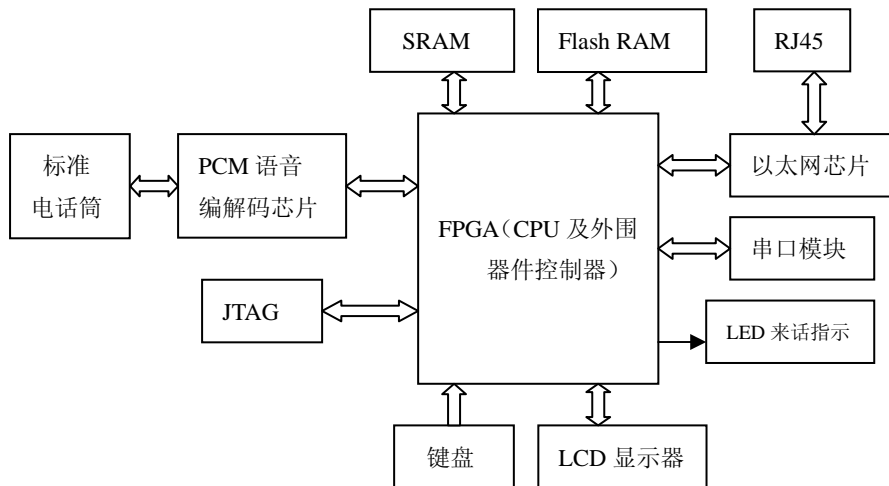 SRAM
Flash RAM
RJ45
标准
电话筒
PCM 语音
编解码芯片
以太网芯片
FPGA（CPU 及外围
器件控制器）
串口模块
JTAG
LED 来话指示
键盘
LCD 显示器